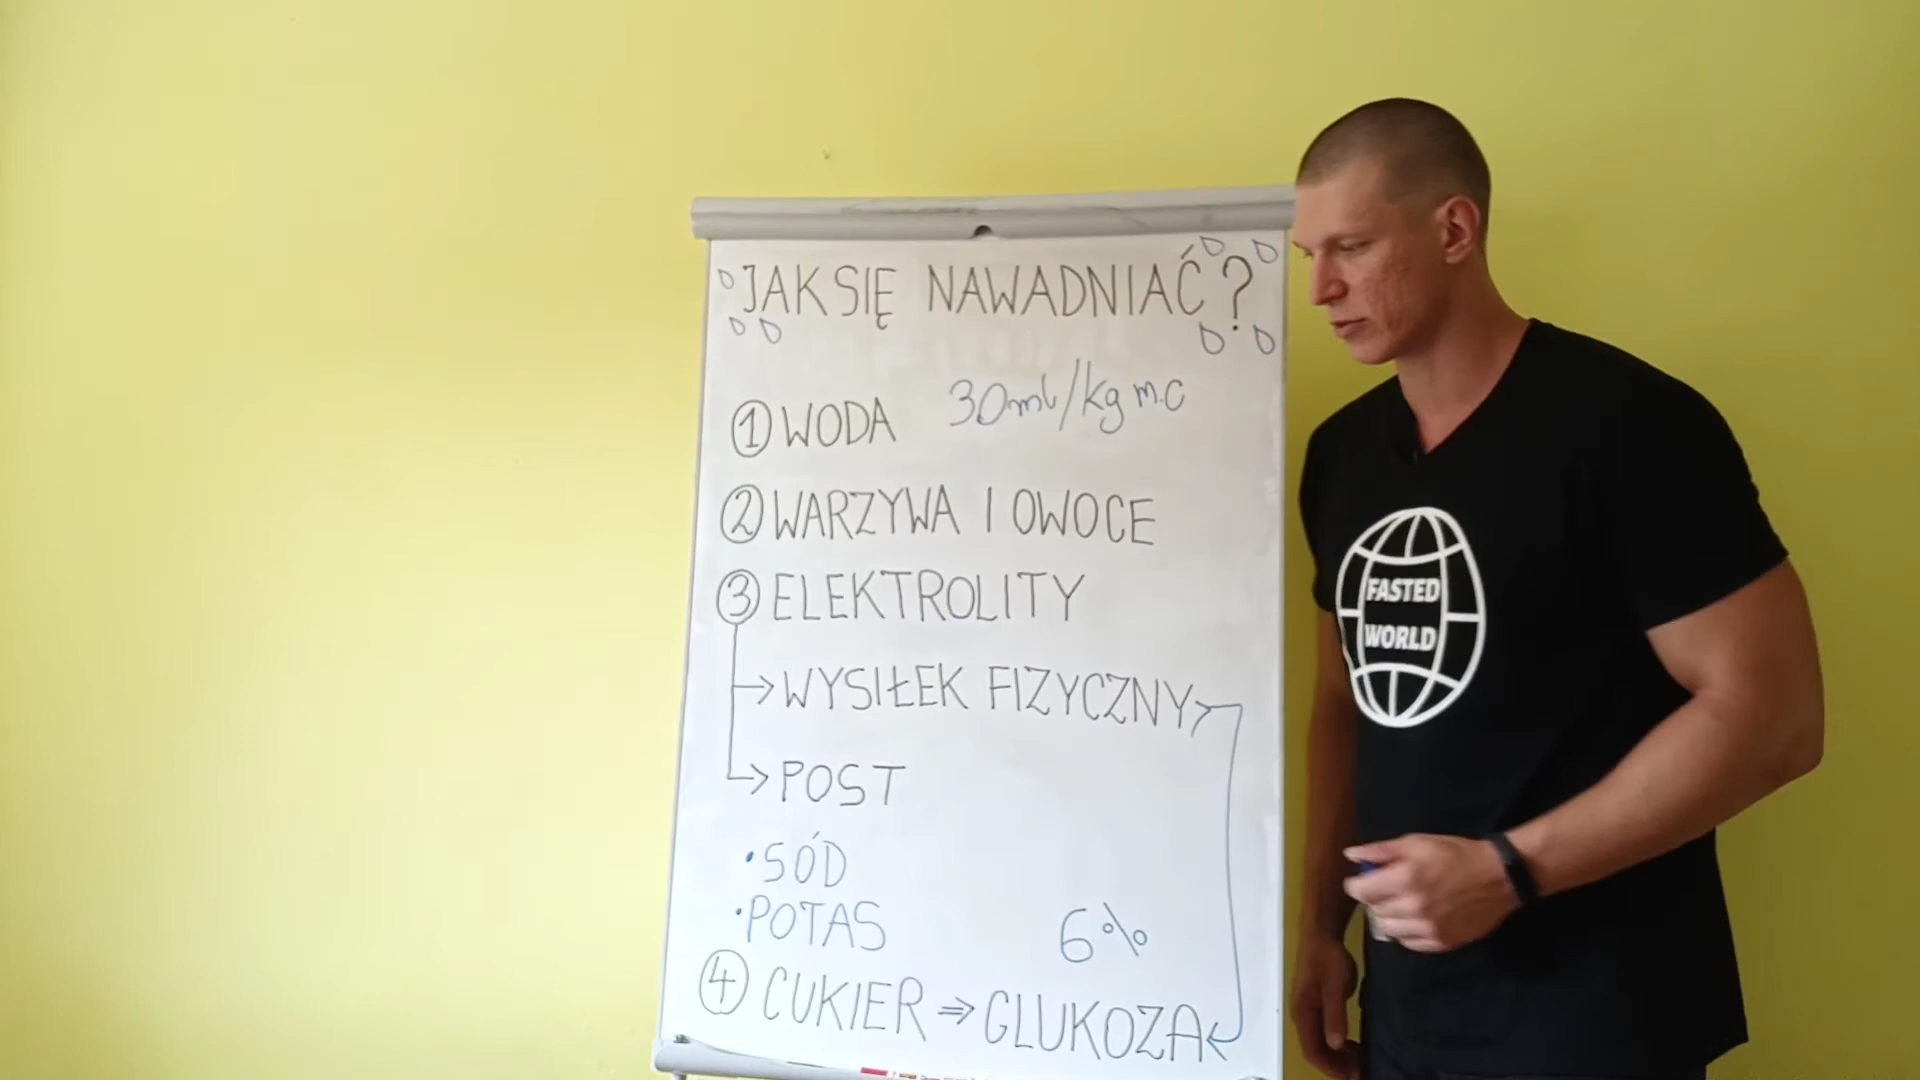 JAK SIĘ NAWADNIAĆ?
① WODA 30ml/kg m.c
② WARZYWA I OWOCE
③ ELEKTROLITY
→ WYSIŁEK FIZYCZNY
→ POST
• SÓD
• POTAS 6%
④ CUKIER ⇒ GLUKOZA
FASTED
WORLD